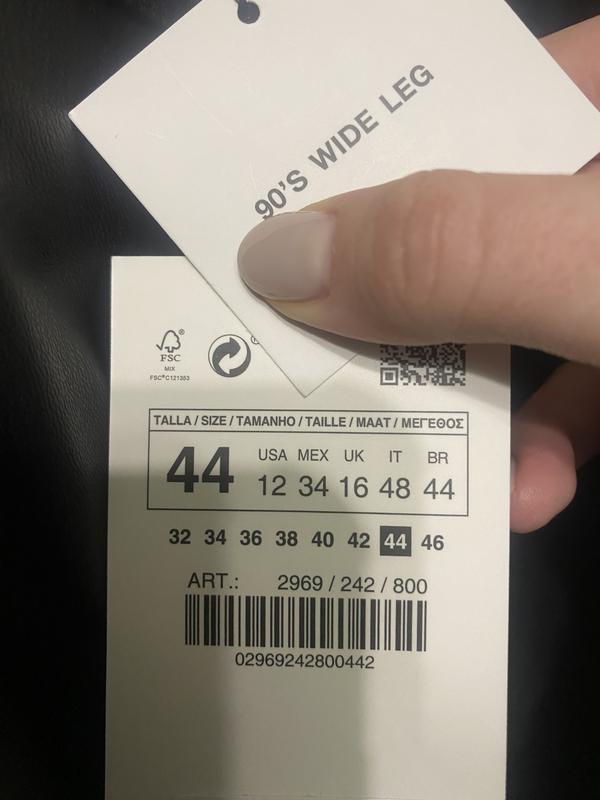 90'S WIDE LEG
FSC®
MIX
FSC® C121353
TALLA / SIZE / TAMANHO / TAILLE / MAAT / ΜΕΓΕΘΟΣ
44
USA MEX UK IT BR
12 34 16 48 44
32 34 36 38 40 42 44 46
ART.: 2969 / 242 / 800
02969242800442